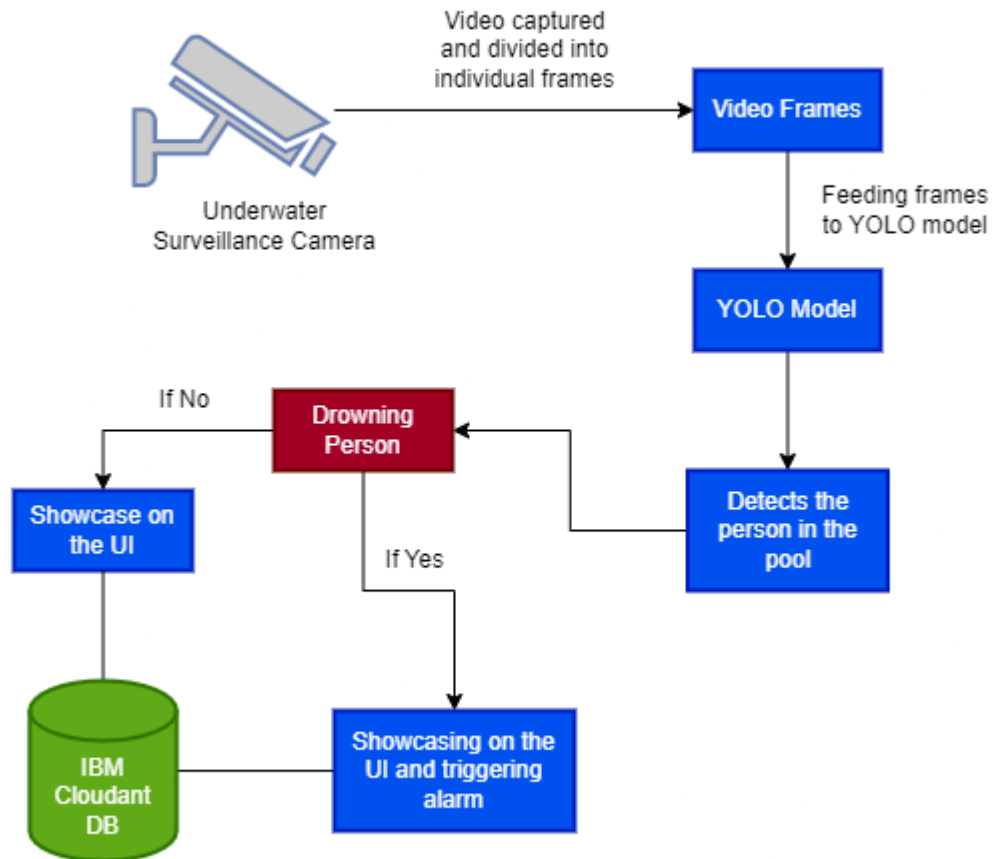 Video captured
and divided into
individual frames
Video Frames
Underwater
Surveillance Camera
Feeding frames
to YOLO model
YOLO Model
If No
Drowning
Person
Showcase on
the UI
Detects the
person in the
pool
If Yes
Showcasing on the
UI and triggering
alarm
IBM
Cloudant
DB